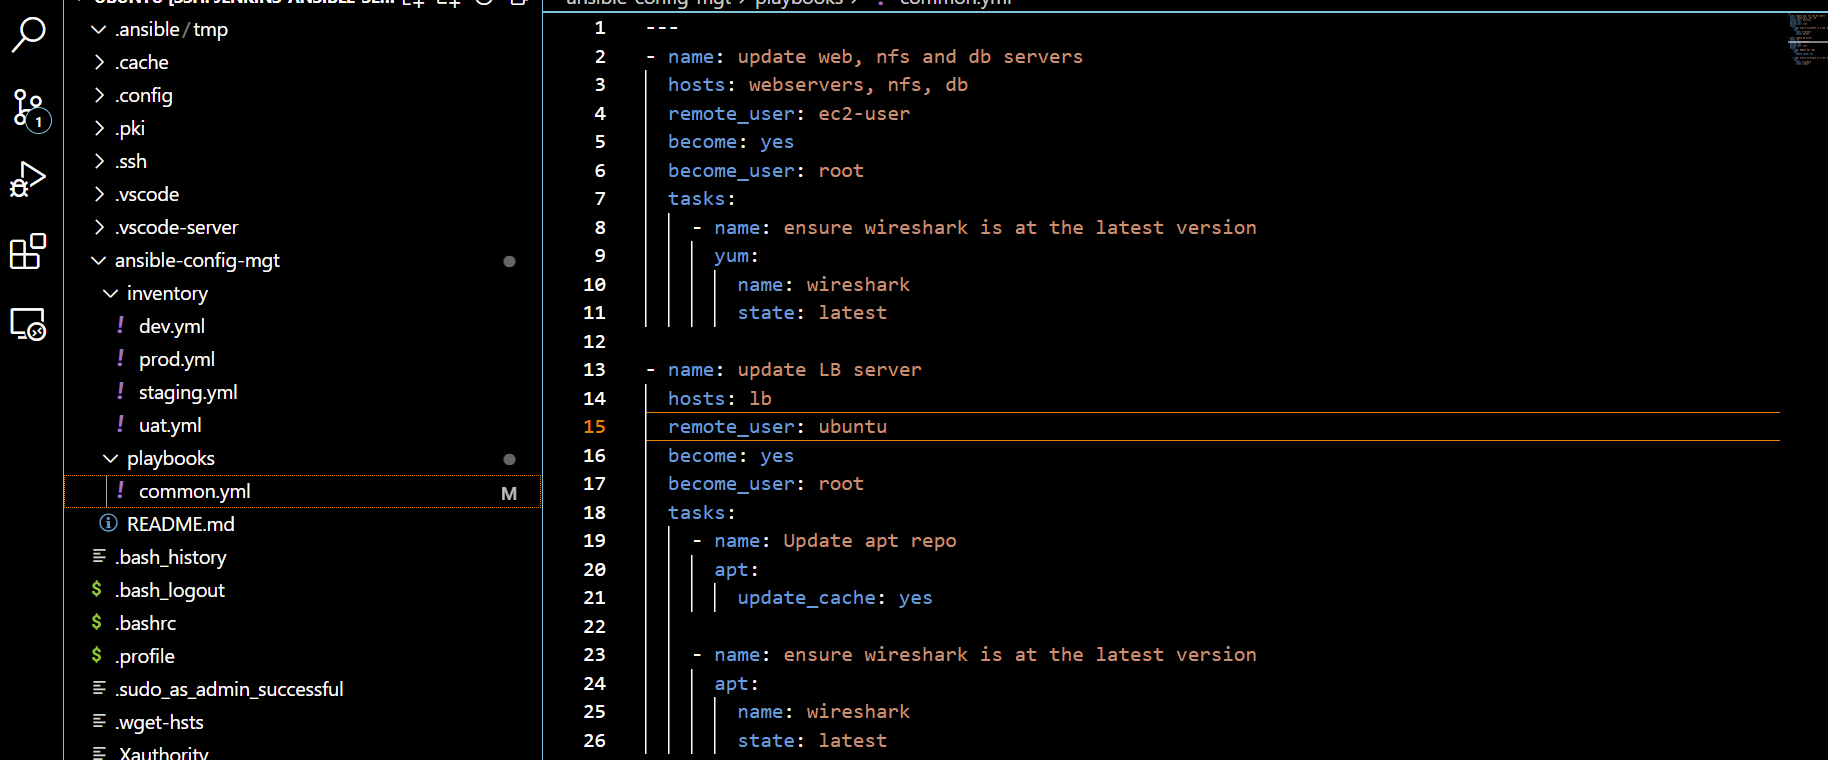 .ansible / tmp
.cache
.config
.pki
.ssh
.vscode
.vscode-server
ansible-config-mgt
inventory
! dev.yml
! prod.yml
! staging.yml
! uat.yml
playbooks
! common.yml M
README.md
.bash_history
$ .bash_logout
$ .bashrc
$ .profile
.sudo_as_admin_successful
.wget-hsts
.Xauthority
1
ansible-config-mgt > playbooks > ! common.yml
1 ---
2 - name: update web, nfs and db servers
3 hosts: webservers, nfs, db
4 remote_user: ec2-user
5 become: yes
6 become_user: root
7 tasks:
8 - name: ensure wireshark is at the latest version
9 yum:
10 name: wireshark
11 state: latest
12
13 - name: update LB server
14 hosts: lb
15 remote_user: ubuntu
16 become: yes
17 become_user: root
18 tasks:
19 - name: Update apt repo
20 apt:
21 update_cache: yes
22
23 - name: ensure wireshark is at the latest version
24 apt:
25 name: wireshark
26 state: latest